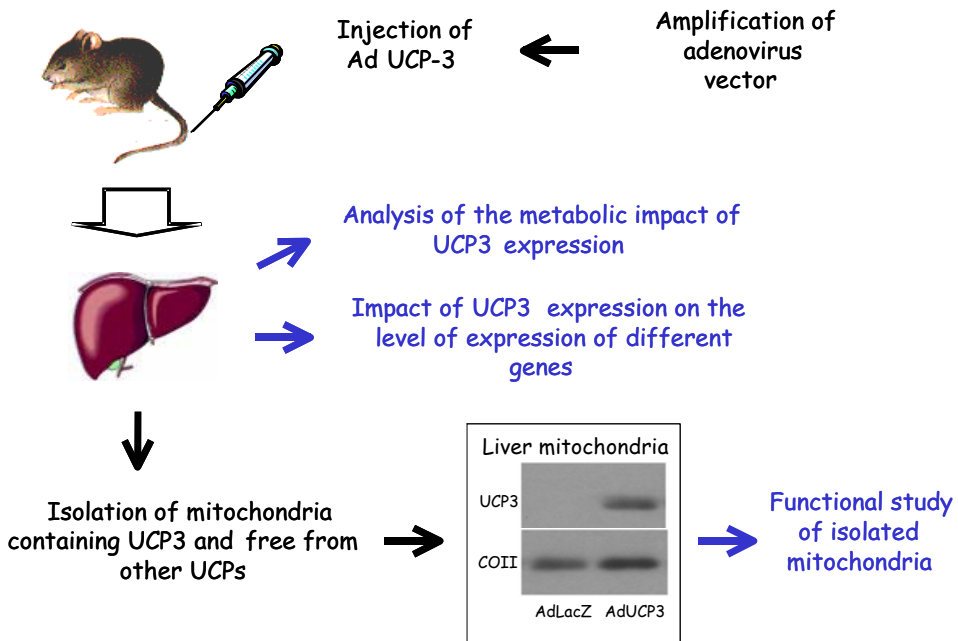 Injection of
Ad UCP-3
Amplification of
adenovirus
vector
Analysis of the metabolic impact of
UCP3 expression
Impact of UCP3 expression on the
level of expression of different
genes
Isolation of mitochondria
containing UCP3 and free from
other UCPs
Liver mitochondria
UCP3
COII
AdLacZ AdUCP3
Functional study
of isolated
mitochondria